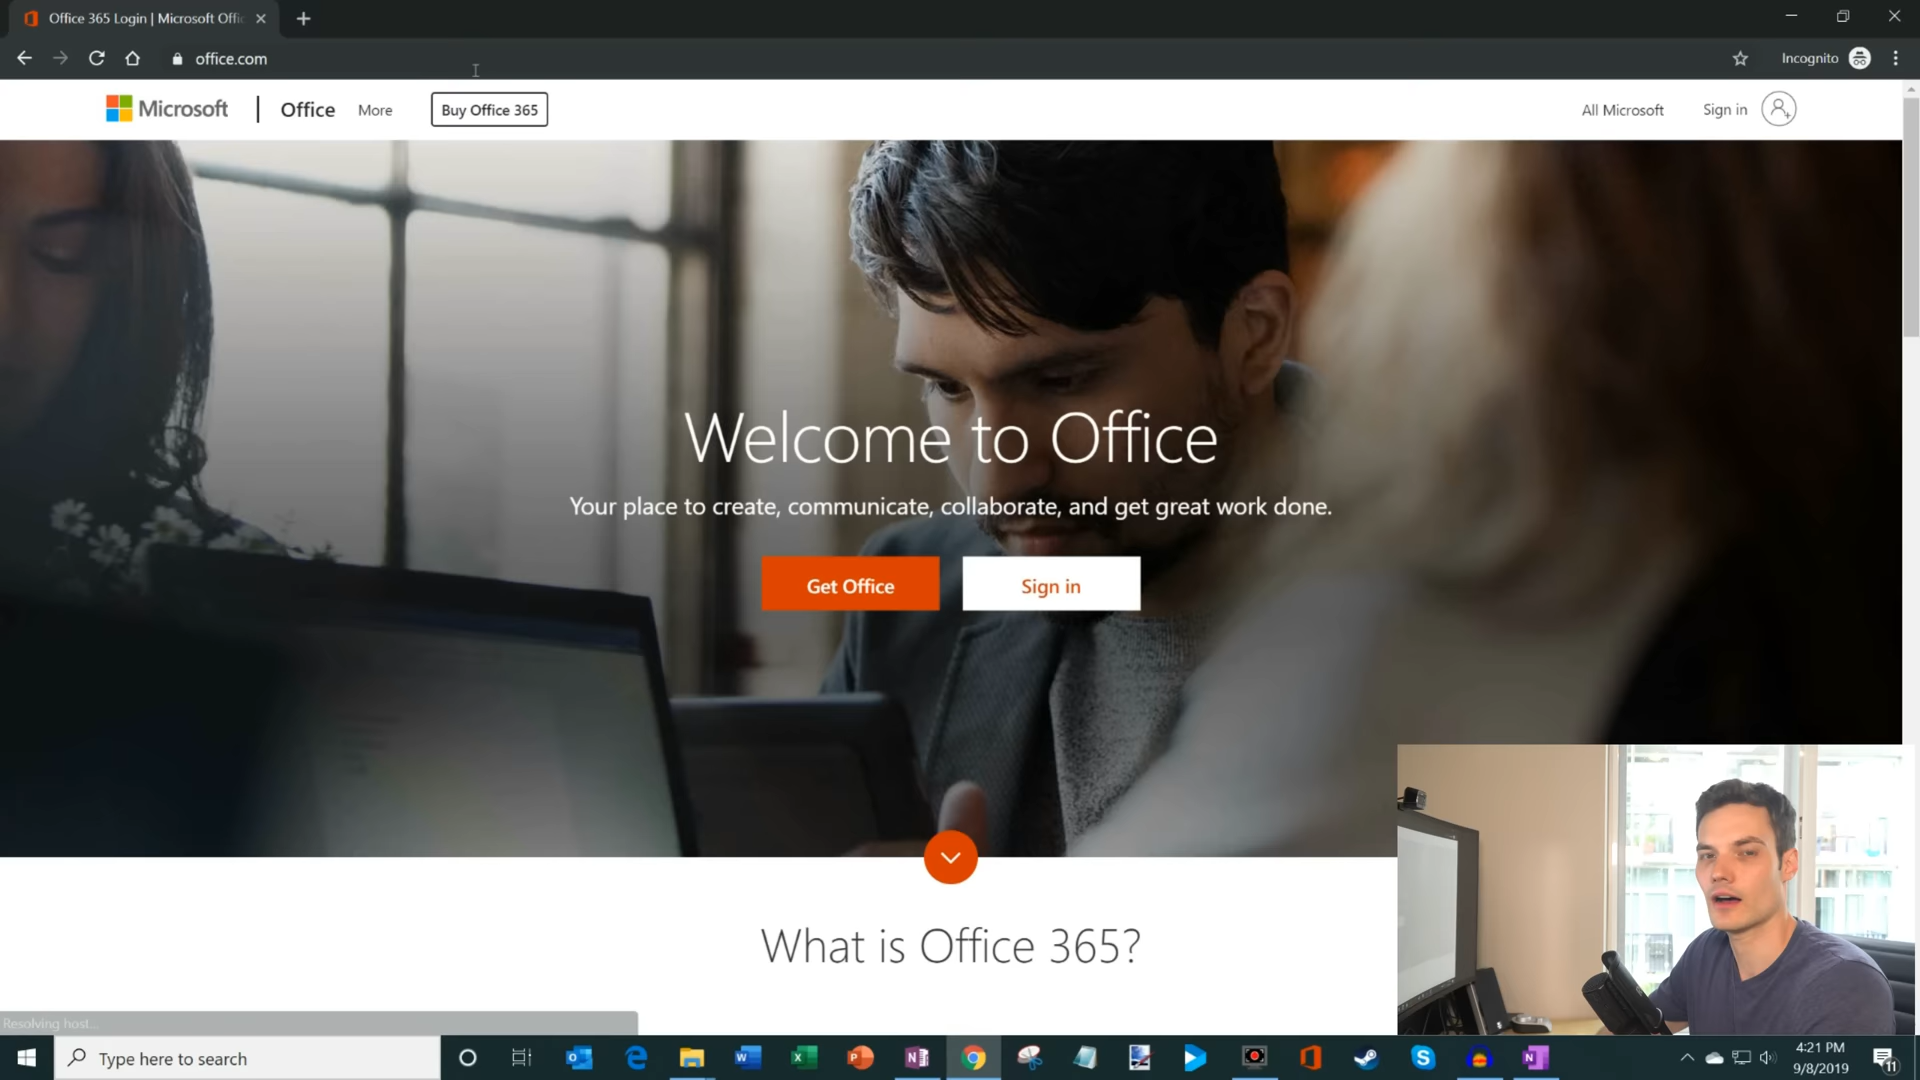 Office 365 Login | Microsoft Offic
office.com
Incognito
Microsoft
Office
More
Buy Office 365
All Microsoft
Sign in
Welcome to Office
Your place to create, communicate, collaborate, and get great work done.
Get Office
Sign in
What is Office 365?
Resolving host...
Type here to search
4:21 PM
9/8/2019
11